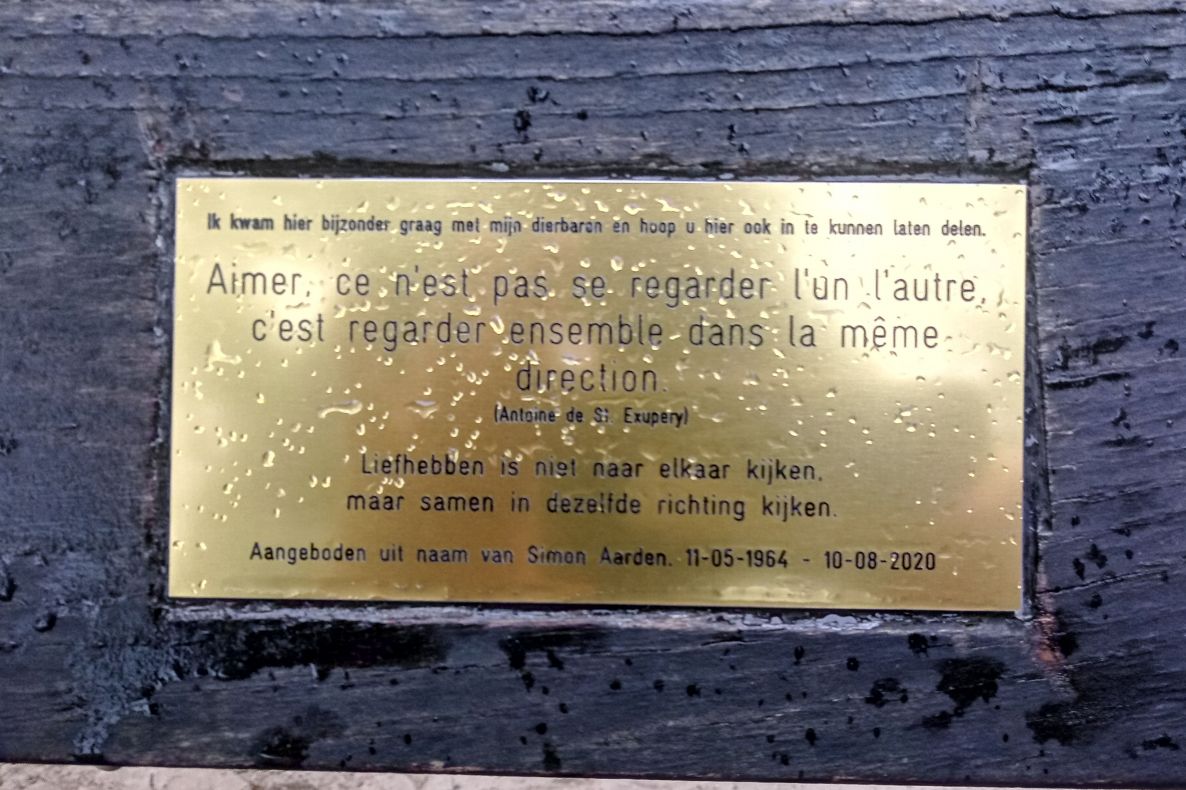 Ik kwam hier bijzonder graag met mijn dierbaren en hoop u hier ook in te kunnen laten delen.
Aimer, ce n'est pas se regarder l'un l'autre,
c'est regarder ensemble dans la même
direction.
(Antoine de St. Exupery)
Liefhebben is niet naar elkaar kijken,
maar samen in dezelfde richting kijken.
Aangeboden uit naam van Simon Aarden. 11-05-1964 - 10-08-2020